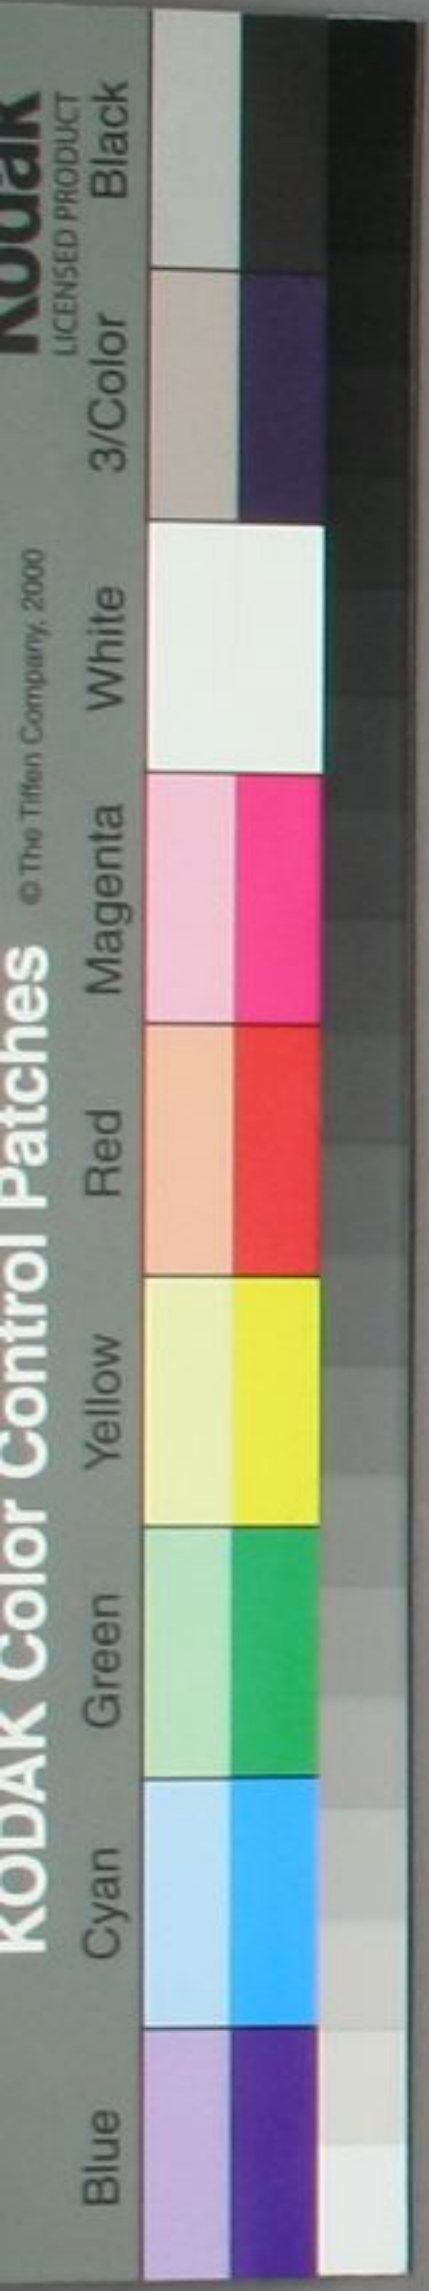 Kodak
LICENSED PRODUCT
KODAK Color Control Patches
© The Tiffen Company, 2000
Blue
Cyan
Green
Yellow
Red
Magenta
White
3/Color
Black